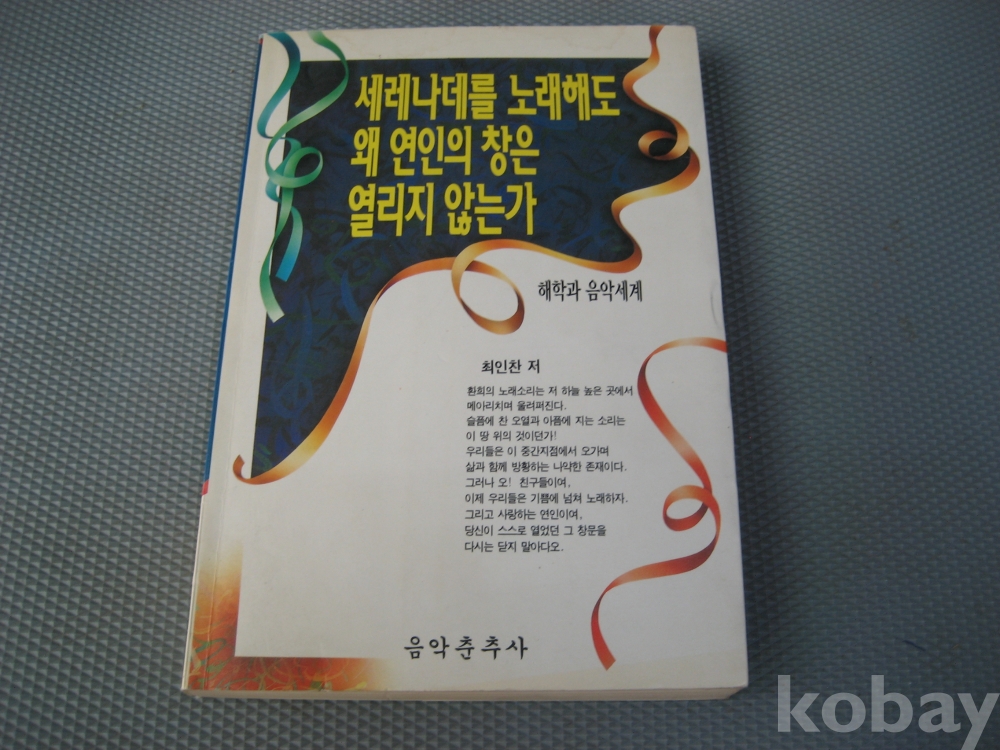 세레나데를 노래해도
왜 연인의 창은
열리지 않는가
해학과 음악세계
최인찬 저
환희의 노래소리는 저 하늘 높은 곳에서
메아리치며 울려퍼진다.
슬픔에 찬 오열과 아픔에 지는 소리는
이 땅 위의 것이던가!
우리들은 이 중간지점에서 오가며
삶과 함께 방황하는 나약한 존재이다.
그러나 오! 친구들이여,
이제 우리들은 기쁨에 넘쳐 노래하자.
그리고 사랑하는 연인이여,
당신이 스스로 열었던 그 창문을
다시는 닫지 말아다오.
음악춘추사
kobay